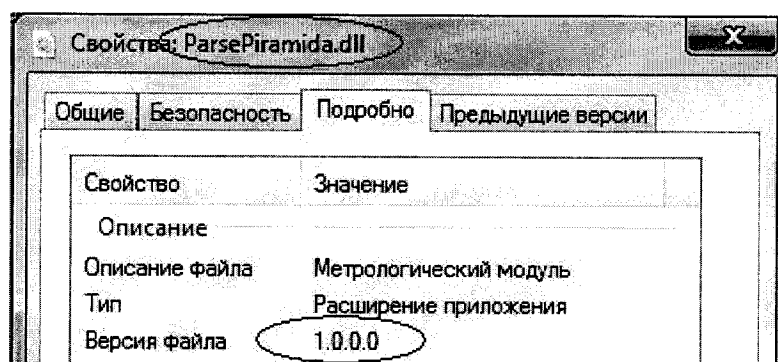 Свойства: ParsePiramida.dll
Общие Безопасность Подробно Предыдущие версии
Свойство Значение
Описание
Описание файла Метрологический модуль
Тип Расширение приложения
Версия файла 1.0.0.0